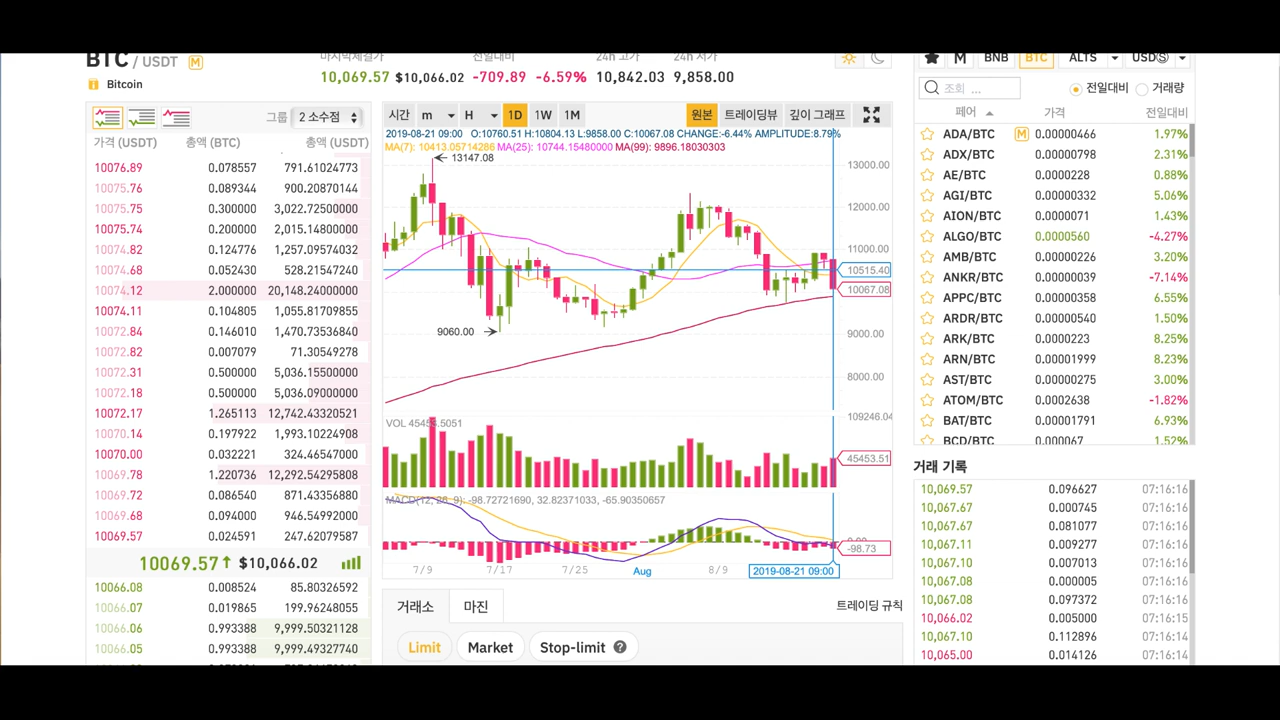 BTC / USDT M
Bitcoin
마지막체결가 전일대비 24h 고가 24h 저가
10,069.57 $10,066.02 -709.89 -6.59% 10,842.03 9,858.00
M BNB BTC ALTS USDⓈ
조회 ...
전일대비 거래량
페어 가격 전일대비
ADA/BTC M 0.00000466 1.97%
ADX/BTC 0.00000798 2.31%
AE/BTC 0.0000228 0.88%
AGI/BTC 0.00000332 5.06%
AION/BTC 0.0000071 1.43%
ALGO/BTC 0.0000560 -4.27%
AMB/BTC 0.00000226 3.20%
ANKR/BTC -7.14%
APPC/BTC 0.00000358 6.55%
ARDR/BTC 0.00000540 1.50%
ARK/BTC 0.0000223 8.25%
ARN/BTC 0.00001999 8.23%
AST/BTC 0.00000275 3.00%
ATOM/BTC 0.0002638 -1.82%
BAT/BTC 0.00001791 6.93%
BCD/BTC 0.000067 1.52%
그룹 2 소수점
가격 (USDT) 총액 (BTC) 총액 (USDT)
10076.89 0.078557 791.61024773
10075.76 0.089344 900.20870144
10075.75 0.300000 3,022.72500000
10075.74 0.200000 2,015.14800000
10074.82 0.124776 1,257.09574032
10074.68 0.052430 528.21547240
10074.12 2.000000 20,148.24000000
10074.11 0.104805 1,055.81709855
10072.84 0.146010 1,470.73536840
10072.82 0.007079 71.30549278
10072.31 0.500000 5,036.15500000
10072.18 0.500000 5,036.09000000
10072.17 1.265113 12,742.43320521
10070.14 0.197922 1,993.10224908
10070.00 0.032221 324.46547000
10069.78 1.220736 12,292.54295808
10069.72 0.086540 871.43356880
10069.68 0.094000 946.54992000
10069.57 0.024591 247.62079587
10069.57↑ $10,066.02
10066.08 0.008524 85.80326592
10066.07 0.019865 199.96248055
10066.06 0.993388 9,999.50321128
10066.05 0.993388 9,999.49327740
시간 m H 1D 1W 1M 원본 트레이딩뷰 깊이 그래프
2019-08-21 09:00 O:10760.51 H:10804.13 L:9858.00 C:10067.08 CHANGE:-6.44% AMPLITUDE:8.79%
MA(7): 10413.05714286 MA(25): 10744.15480000 MA(99): 9896.18030303
13147.08
13000.00
12000.00
11000.00
10515.40
10067.08
9060.00
9000.00
8000.00
109246.04
VOL 45453.5051
45453.51
MACD(12, 26, 9): -98.72721690, 32.82371033, -65.90350657
0.00
-98.73
7/9 7/17 7/25 Aug 8/9 2019-08-21 09:00
거래소 마진 트레이딩 규칙
Limit Market Stop-limit ?
거래 기록
10,069.57 0.096627 07:16:16
10,067.67 0.000745 07:16:16
10,067.67 0.081077 07:16:16
10,067.11 0.009277 07:16:16
10,067.10 0.007013 07:16:16
10,067.08 0.000005 07:16:16
10,067.08 0.097372 07:16:16
10,066.02 0.005000 07:16:15
10,067.10 0.112896 07:16:14
10,065.00 0.014126 07:16:14